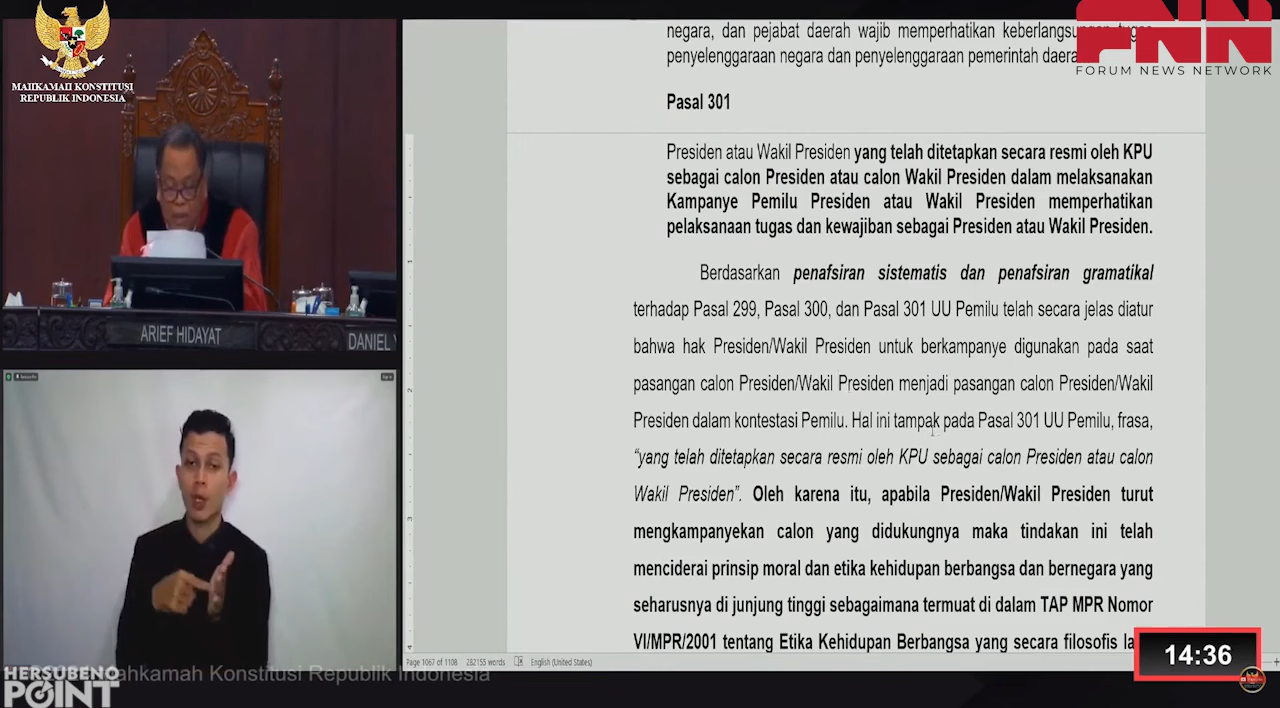 MAHKAMAH KONSTITUSI
REPUBLIK INDONESIA
ARIEF HIDAYAT
DANIEL
FNN
FORUM NEWS NETWORK
negara, dan pejabat daerah wajib memperhatikan keberlangsungan tugas
penyelenggaraan negara dan penyelenggaraan pemerintah daera
Pasal 301
Presiden atau Wakil Presiden yang telah ditetapkan secara resmi oleh KPU
sebagai calon Presiden atau calon Wakil Presiden dalam melaksanakan
Kampanye Pemilu Presiden atau Wakil Presiden memperhatikan
pelaksanaan tugas dan kewajiban sebagai Presiden atau Wakil Presiden.
Berdasarkan penafsiran sistematis dan penafsiran gramatikal
terhadap Pasal 299, Pasal 300, dan Pasal 301 UU Pemilu telah secara jelas diatur
bahwa hak Presiden/Wakil Presiden untuk berkampanye digunakan pada saat
pasangan calon Presiden/Wakil Presiden menjadi pasangan calon Presiden/Wakil
Presiden dalam kontestasi Pemilu. Hal ini tampak pada Pasal 301 UU Pemilu, frasa,
“yang telah ditetapkan secara resmi oleh KPU sebagai calon Presiden atau calon
Wakil Presiden”. Oleh karena itu, apabila Presiden/Wakil Presiden turut
mengkampanyekan calon yang didukungnya maka tindakan ini telah
menciderai prinsip moral dan etika kehidupan berbangsa dan bernegara yang
seharusnya di junjung tinggi sebagaimana termuat di dalam TAP MPR Nomor
VI/MPR/2001 tentang Etika Kehidupan Berbangsa yang secara filosofis la
Page 1067 of 1108 282155 words English (United States)
14:36
Mahkamah Konstitusi Republik Indonesia
HERSUBENO
POINT